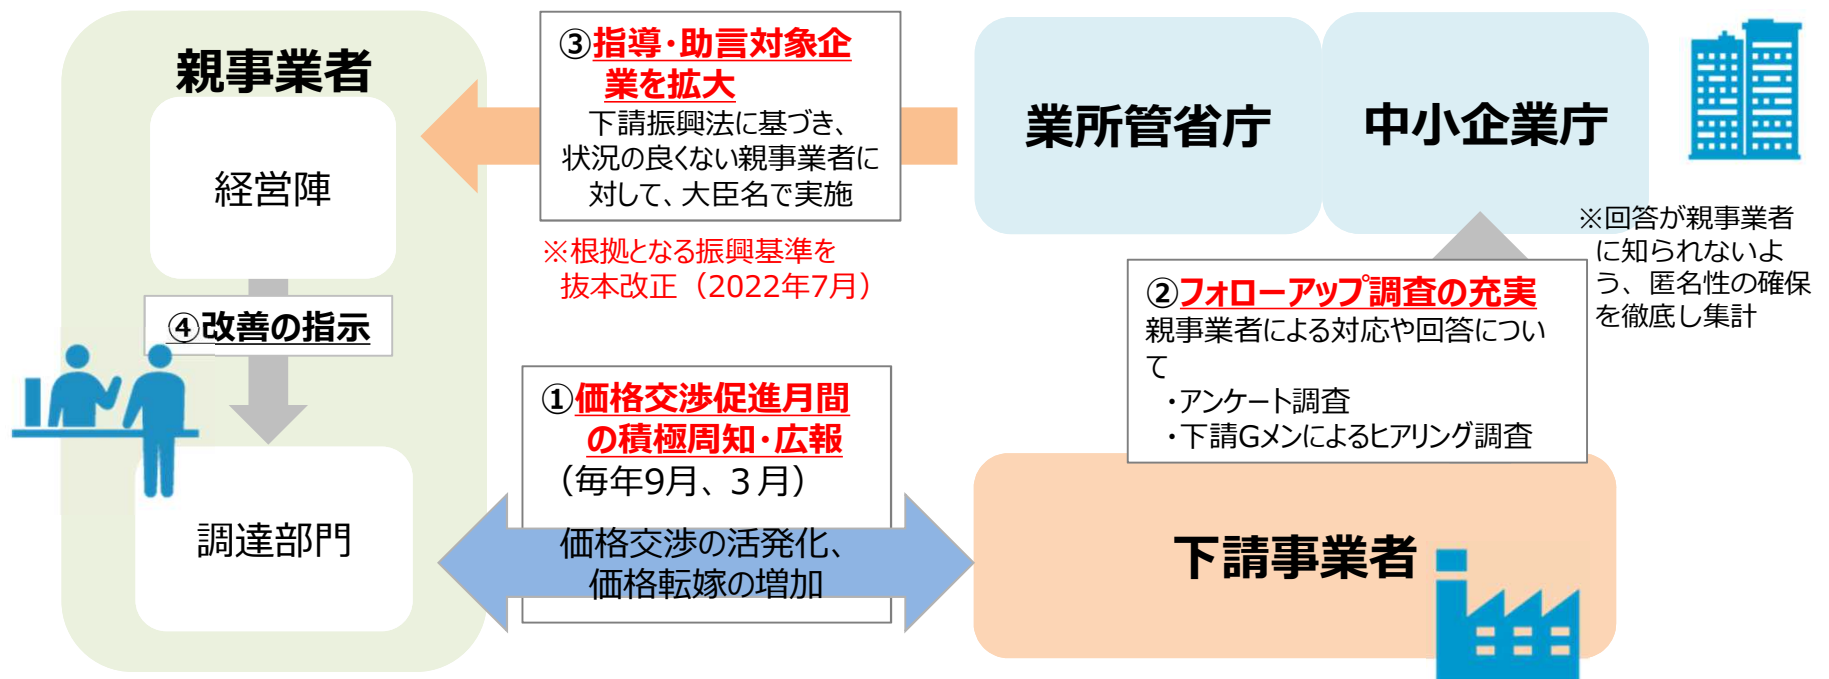 親事業者
経営陣
④改善の指示
調達部門
③指導・助言対象企
業を拡大
下請振興法に基づき、
状況の良くない親事業者に
対して、大臣名で実施
※根拠となる振興基準を
抜本改正（2022年7月）
①価格交渉促進月間
の積極周知・広報
（毎年9月、３月）
価格交渉の活発化、
価格転嫁の増加
業所管省庁
中小企業庁
※回答が親事業者
に知られないよ
う、匿名性の確保
を徹底し集計
②フォローアップ調査の充実
親事業者による対応や回答につい
て
・アンケート調査
・下請Gメンによるヒアリング調査
下請事業者